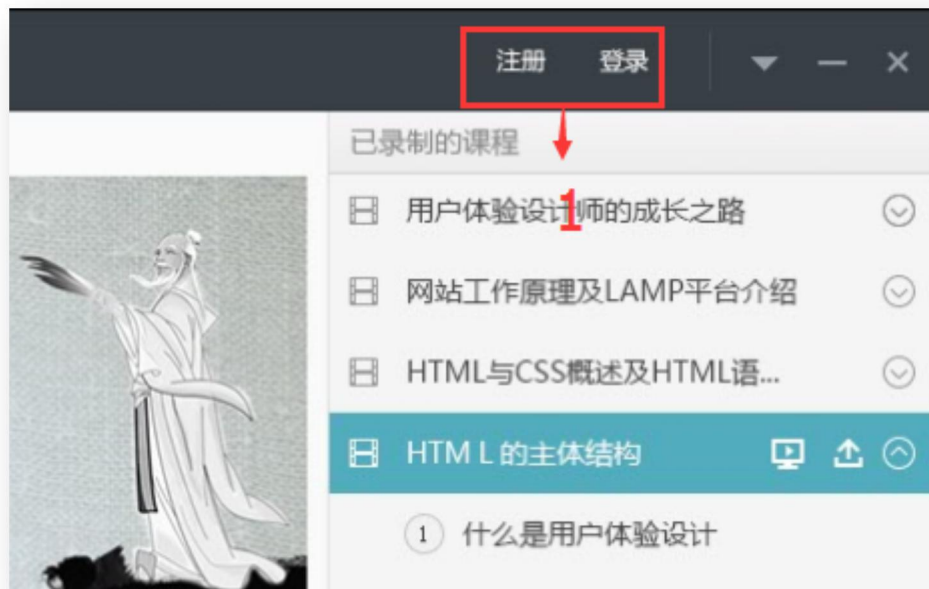 注册 登录
已录制的课程
1
用户体验设计师的成长之路
网站工作原理及LAMP平台介绍
HTML与CSS概述及HTML语...
HTM L 的主体结构
1 什么是用户体验设计